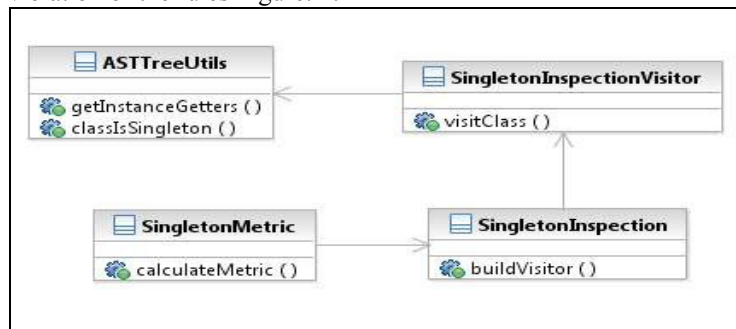 ASTTreeUtils
getInstanceGetters ( )
classIsSingleton ( )
SingletonInspectionVisitor
visitClass ( )
SingletonMetric
calculateMetric ( )
SingletonInspection
buildVisitor ( )